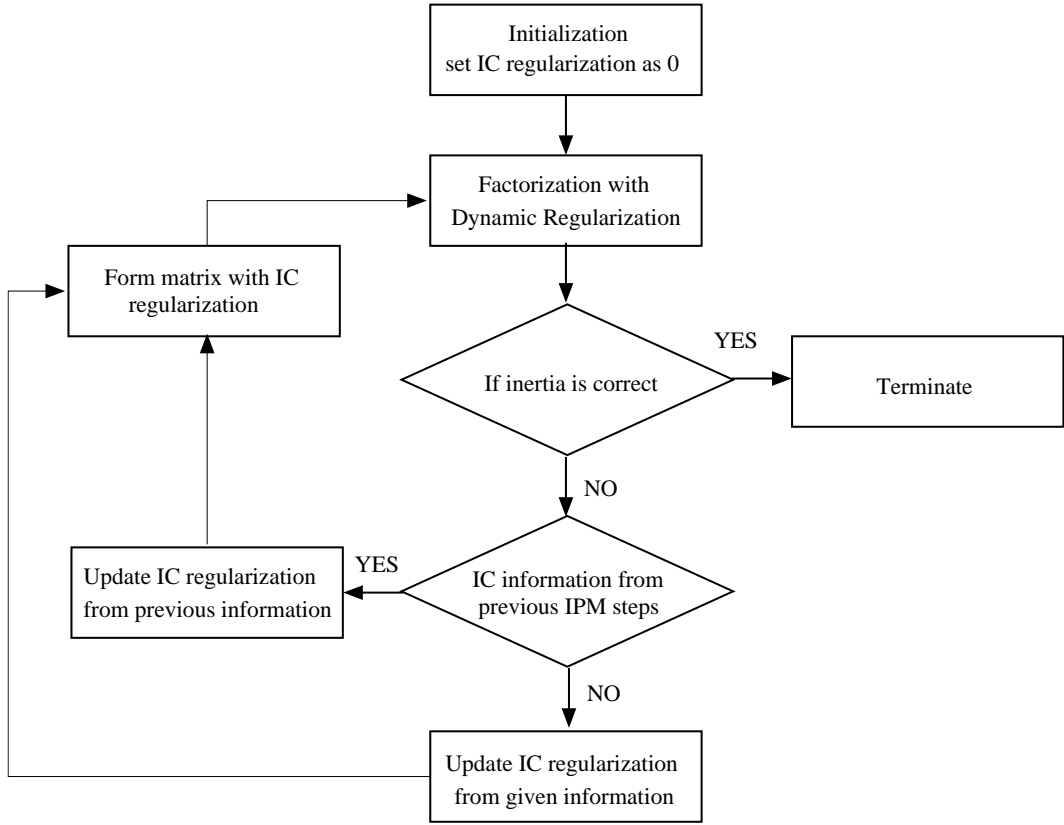 Initialization
set IC regularization as 0
Factorization with
Dynamic Regularization
Form matrix with IC
regularization
YES
If inertia is correct
Terminate
NO
YES
Update IC regularization
from previous information
IC information from
previous IPM steps
NO
Update IC regularization
from given information